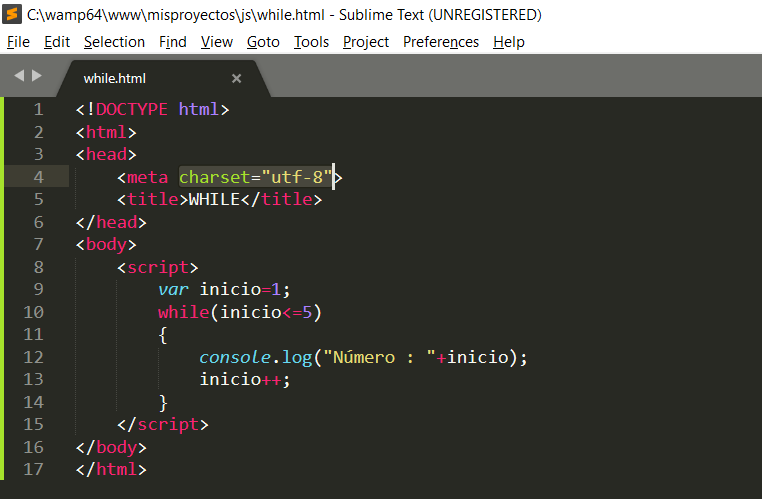 C:\wamp64\www\misproyectos\js\while.html - Sublime Text (UNREGISTERED)
File Edit Selection Find View Goto Tools Project Preferences Help
while.html ×
1 <!DOCTYPE html>
2 <html>
3 <head>
4     <meta charset="utf-8">
5     <title>WHILE</title>
6 </head>
7 <body>
8     <script>
9         var inicio=1;
10         while(inicio<=5)
11         {
12             console.log("Número : "+inicio);
13             inicio++;
14         }
15     </script>
16 </body>
17 </html>